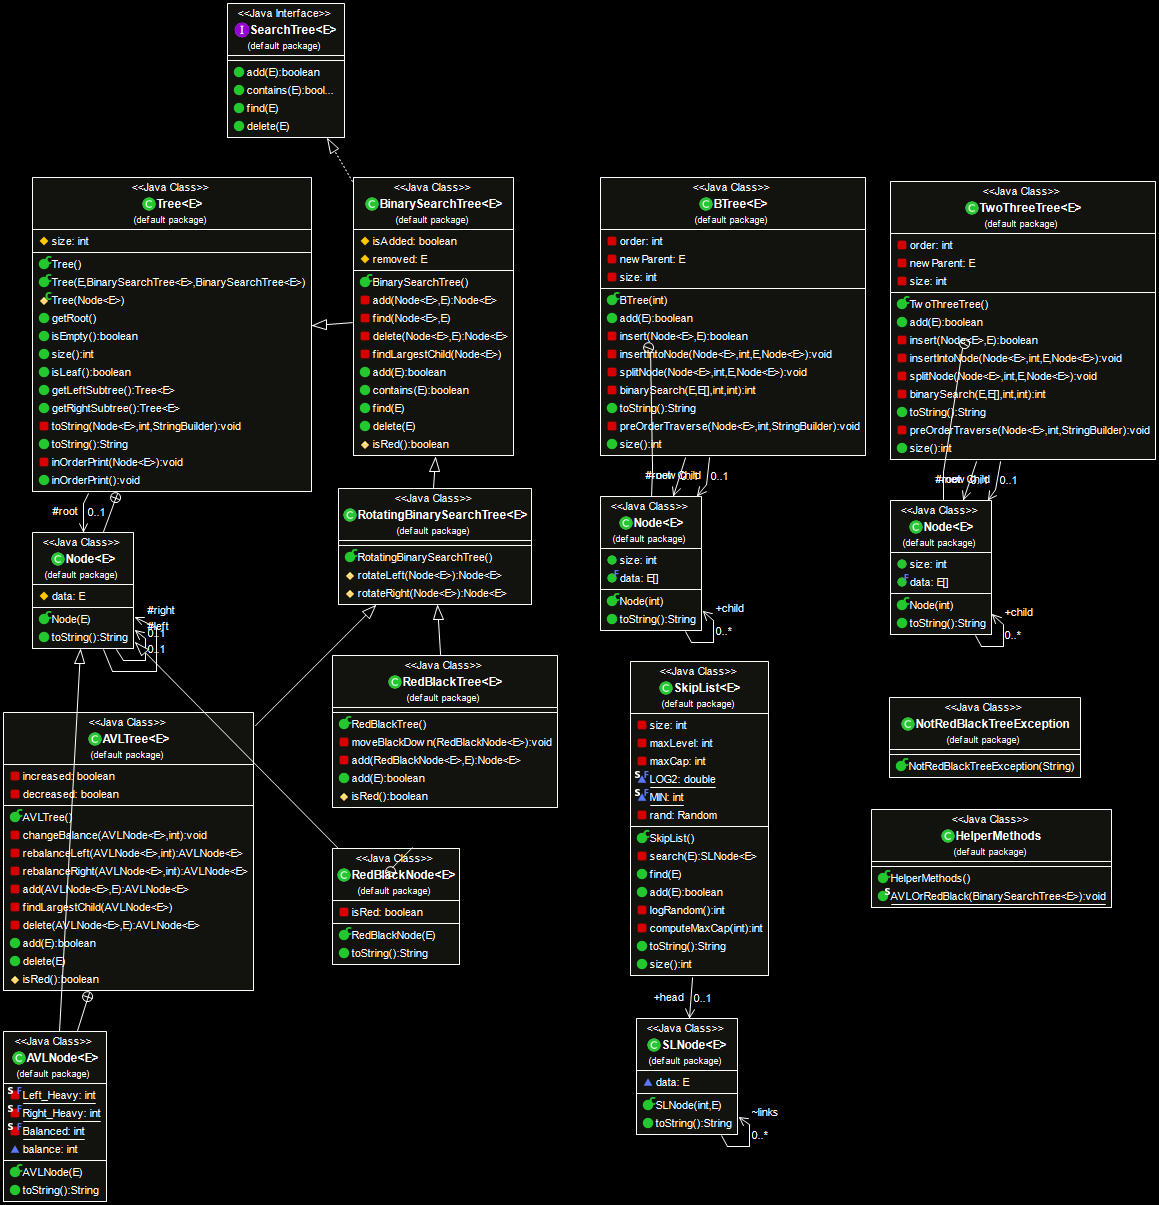 <<Java Interface>>
SearchTree<E>
(default package)
add(E):boolean
contains(E):bool...
find(E)
delete(E)
<<Java Class>>
Tree<E>
(default package)
size: int
Tree()
Tree(E,BinarySearchTree<E>,BinarySearchTree<E>)
Tree(Node<E>)
getRoot()
isEmpty():boolean
size():int
isLeaf():boolean
getLeftSubtree():Tree<E>
getRightSubtree():Tree<E>
toString(Node<E>,int,StringBuilder):void
toString():String
inOrderPrint(Node<E>):void
inOrderPrint():void
<<Java Class>>
BinarySearchTree<E>
(default package)
isAdded: boolean
removed: E
BinarySearchTree()
add(Node<E>,E):Node<E>
find(Node<E>,E)
delete(Node<E>,E):Node<E>
findLargestChild(Node<E>)
add(E):boolean
contains(E):boolean
find(E)
delete(E)
isRed():boolean
<<Java Class>>
BTree<E>
(default package)
order: int
newParent: E
size: int
BTree(int)
add(E):boolean
insert(Node<E>,E):boolean
insertIntoNode(Node<E>,int,E,Node<E>):void
splitNode(Node<E>,int,E,Node<E>):void
binarySearch(E,E[],int,int):int
toString():String
preOrderTraverse(Node<E>,int,StringBuilder):void
size():int
<<Java Class>>
TwoThreeTree<E>
(default package)
order: int
newParent: E
size: int
TwoThreeTree()
add(E):boolean
insert(Node<E>,E):boolean
insertIntoNode(Node<E>,int,E,Node<E>):void
splitNode(Node<E>,int,E,Node<E>):void
binarySearch(E,E[],int,int):int
toString():String
preOrderTraverse(Node<E>,int,StringBuilder):void
size():int
#root 0..1
<<Java Class>>
Node<E>
(default package)
data: E
Node(E)
toString():String
#right
#left
0..1
0..1
<<Java Class>>
RotatingBinarySearchTree<E>
(default package)
RotatingBinarySearchTree()
rotateLeft(Node<E>):Node<E>
rotateRight(Node<E>):Node<E>
0..1
<<Java Class>>
Node<E>
(default package)
size: int
data: E[]
Node(int)
toString():String
+child
0..*
0..1
<<Java Class>>
Node<E>
(default package)
size: int
data: E[]
Node(int)
toString():String
+child
0..*
<<Java Class>>
RedBlackTree<E>
(default package)
RedBlackTree()
moveBlackDown(RedBlackNode<E>):void
add(RedBlackNode<E>,E):Node<E>
add(E):boolean
isRed():boolean
<<Java Class>>
SkipList<E>
(default package)
size: int
maxLevel: int
maxCap: int
LOG2: double
MIN: int
rand: Random
SkipList()
search(E):SLNode<E>
find(E)
add(E):boolean
logRandom():int
computeMaxCap(int):int
toString():String
size():int
<<Java Class>>
NotRedBlackTreeException
(default package)
NotRedBlackTreeException(String)
<<Java Class>>
AVLTree<E>
(default package)
increased: boolean
decreased: boolean
AVLTree()
changeBalance(AVLNode<E>,int):void
rebalanceLeft(AVLNode<E>,int):AVLNode<E>
rebalanceRight(AVLNode<E>,int):AVLNode<E>
add(AVLNode<E>,E):AVLNode<E>
findLargestChild(AVLNode<E>)
delete(AVLNode<E>,E):AVLNode<E>
add(E):boolean
delete(E)
isRed():boolean
<<Java Class>>
HelperMethods
(default package)
HelperMethods()
AVLOrRedBlack(BinarySearchTree<E>):void
<<Java Class>>
RedBlackNode<E>
(default package)
isRed: boolean
RedBlackNode(E)
toString():String
+head 0..1
<<Java Class>>
SLNode<E>
(default package)
data: E
SLNode(int,E)
toString():String
~links
0..*
<<Java Class>>
AVLNode<E>
(default package)
Left_Heavy: int
Right_Heavy: int
Balanced: int
balance: int
AVLNode(E)
toString():String